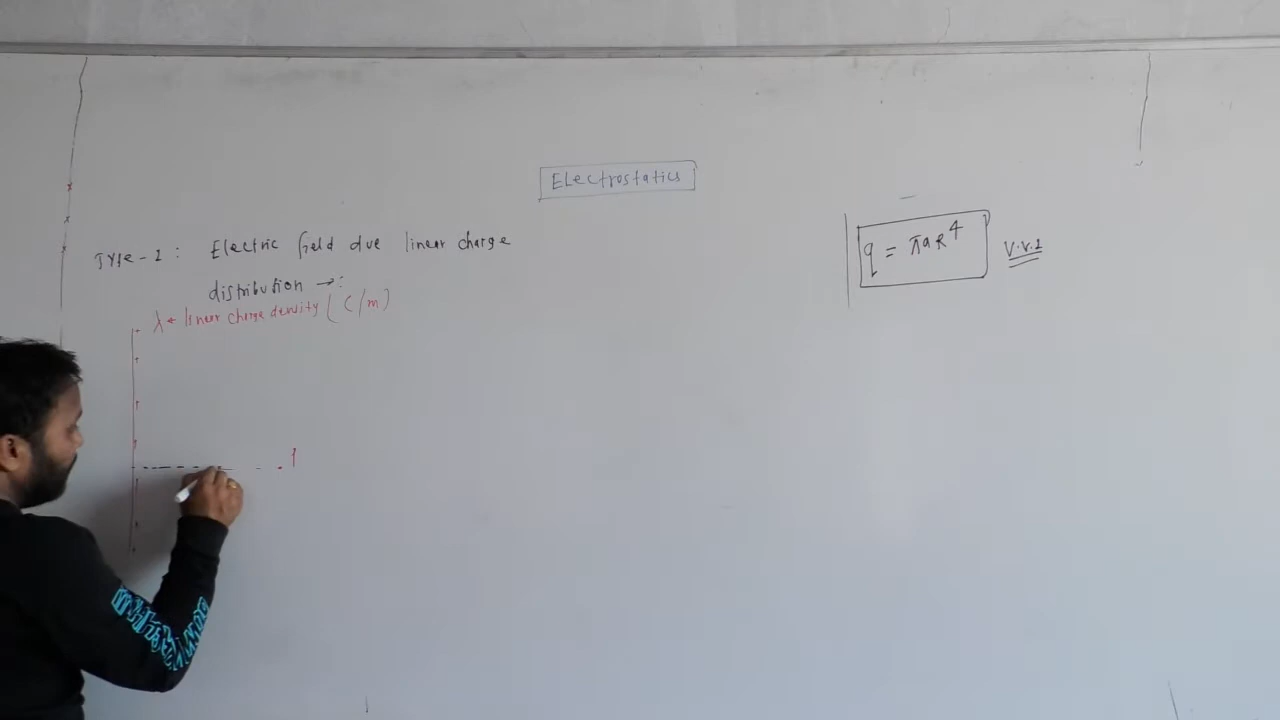 Electrostatics
TYPE-1: Electric field due linear charge
distribution →:
λ ← linear charge density (C/m)
P
q = πaR⁴
V.V.I